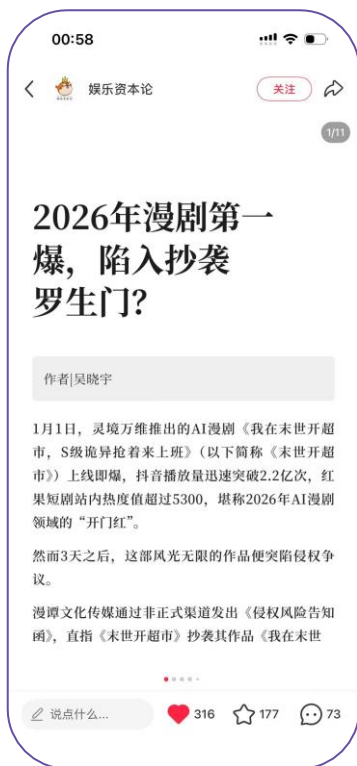 00:58
娱乐资本论
关注
1/11
2026年漫剧第一
爆，陷入抄袭
罗生门？
作者|吴晓宇
1月1日，灵境万维推出的AI漫剧《我在末世开超
市，S级诡异抢着来上班》（以下简称《末世开超
市》）上线即爆，抖音播放量迅速突破2.2亿次，红
果短剧站内热度值超过5300，堪称2026年AI漫剧
领域的“开门红”。
然而3天之后，这部风光无限的作品便突陷侵权争
议。
漫谭文化传媒通过非正式渠道发出《侵权风险告知
函》，直指《末世开超市》抄袭其作品《我在末世
说点什么...
316
177
73